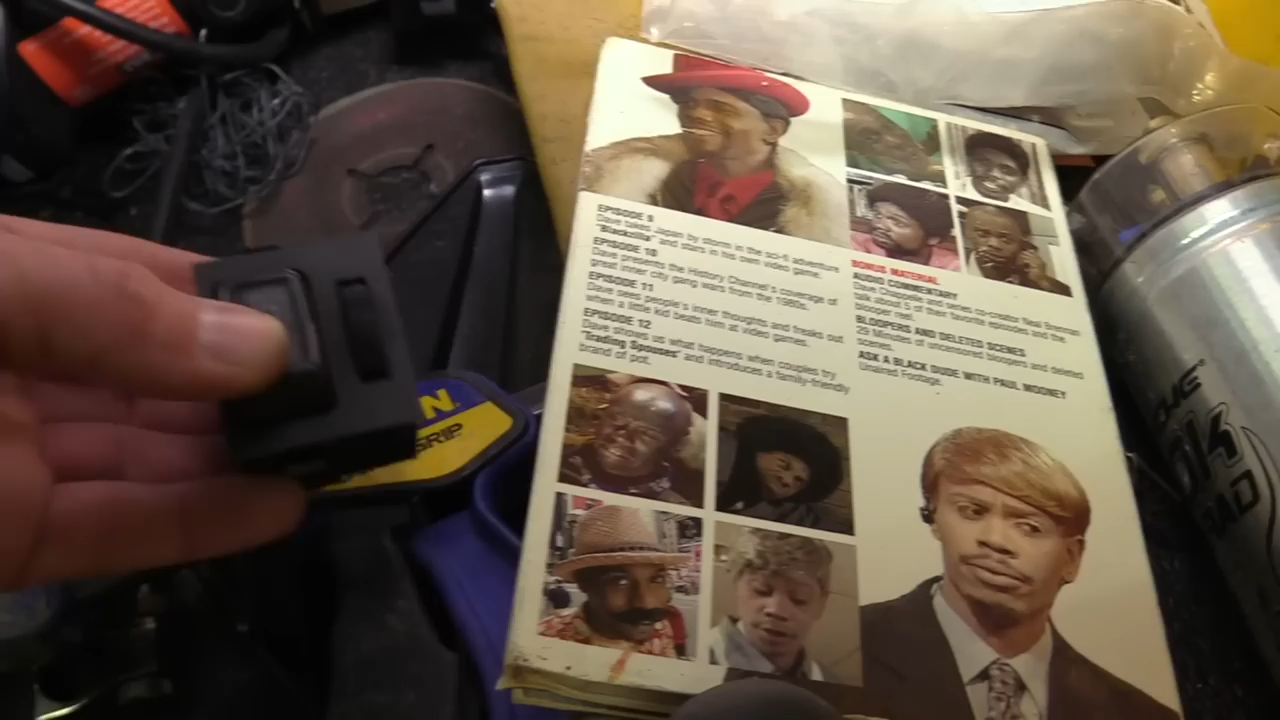 EPISODE 9
Dave takes Japan by storm in the sci-fi adventure
"Blackzilla" and stars in his own video game.
EPISODE 10
Dave presents the History Channel's coverage of
great inner city gang wars from the 1980s.
EPISODE 11
Dave sees people's inner thoughts and freaks out
when a little kid beats him at video games.
EPISODE 12
Dave shows us what happens when couples try
"Trading Spouses" and introduces a family-friendly
brand of pot.
BONUS MATERIAL
AUDIO COMMENTARY
Dave Chappelle and series co-creator Neal Brennan
talk about 5 of their favorite episodes and the
blooper reel.
BLOOPERS AND DELETED SCENES
29 Minutes of uncensored bloopers and deleted
scenes.
ASK A BLACK DUDE WITH PAUL MOONEY
Unaired Footage.
N.
GRIP